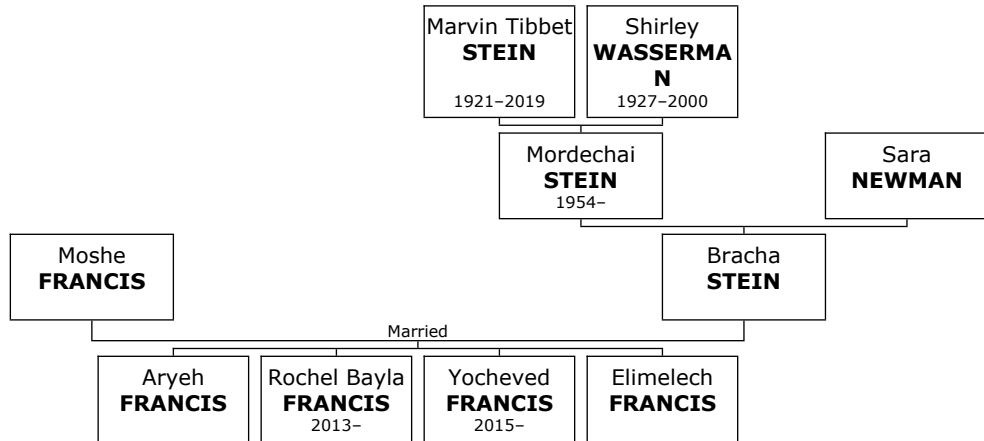 Marvin Tibbet
STEIN
1921–2019
Shirley
WASSERMA
N
1927–2000
Mordechai
STEIN
1954–
Sara
NEWMAN
Moshe
FRANCIS
Bracha
STEIN
Married
Aryeh
FRANCIS
Rochel Bayla
FRANCIS
2013–
Yocheved
FRANCIS
2015–
Elimelech
FRANCIS